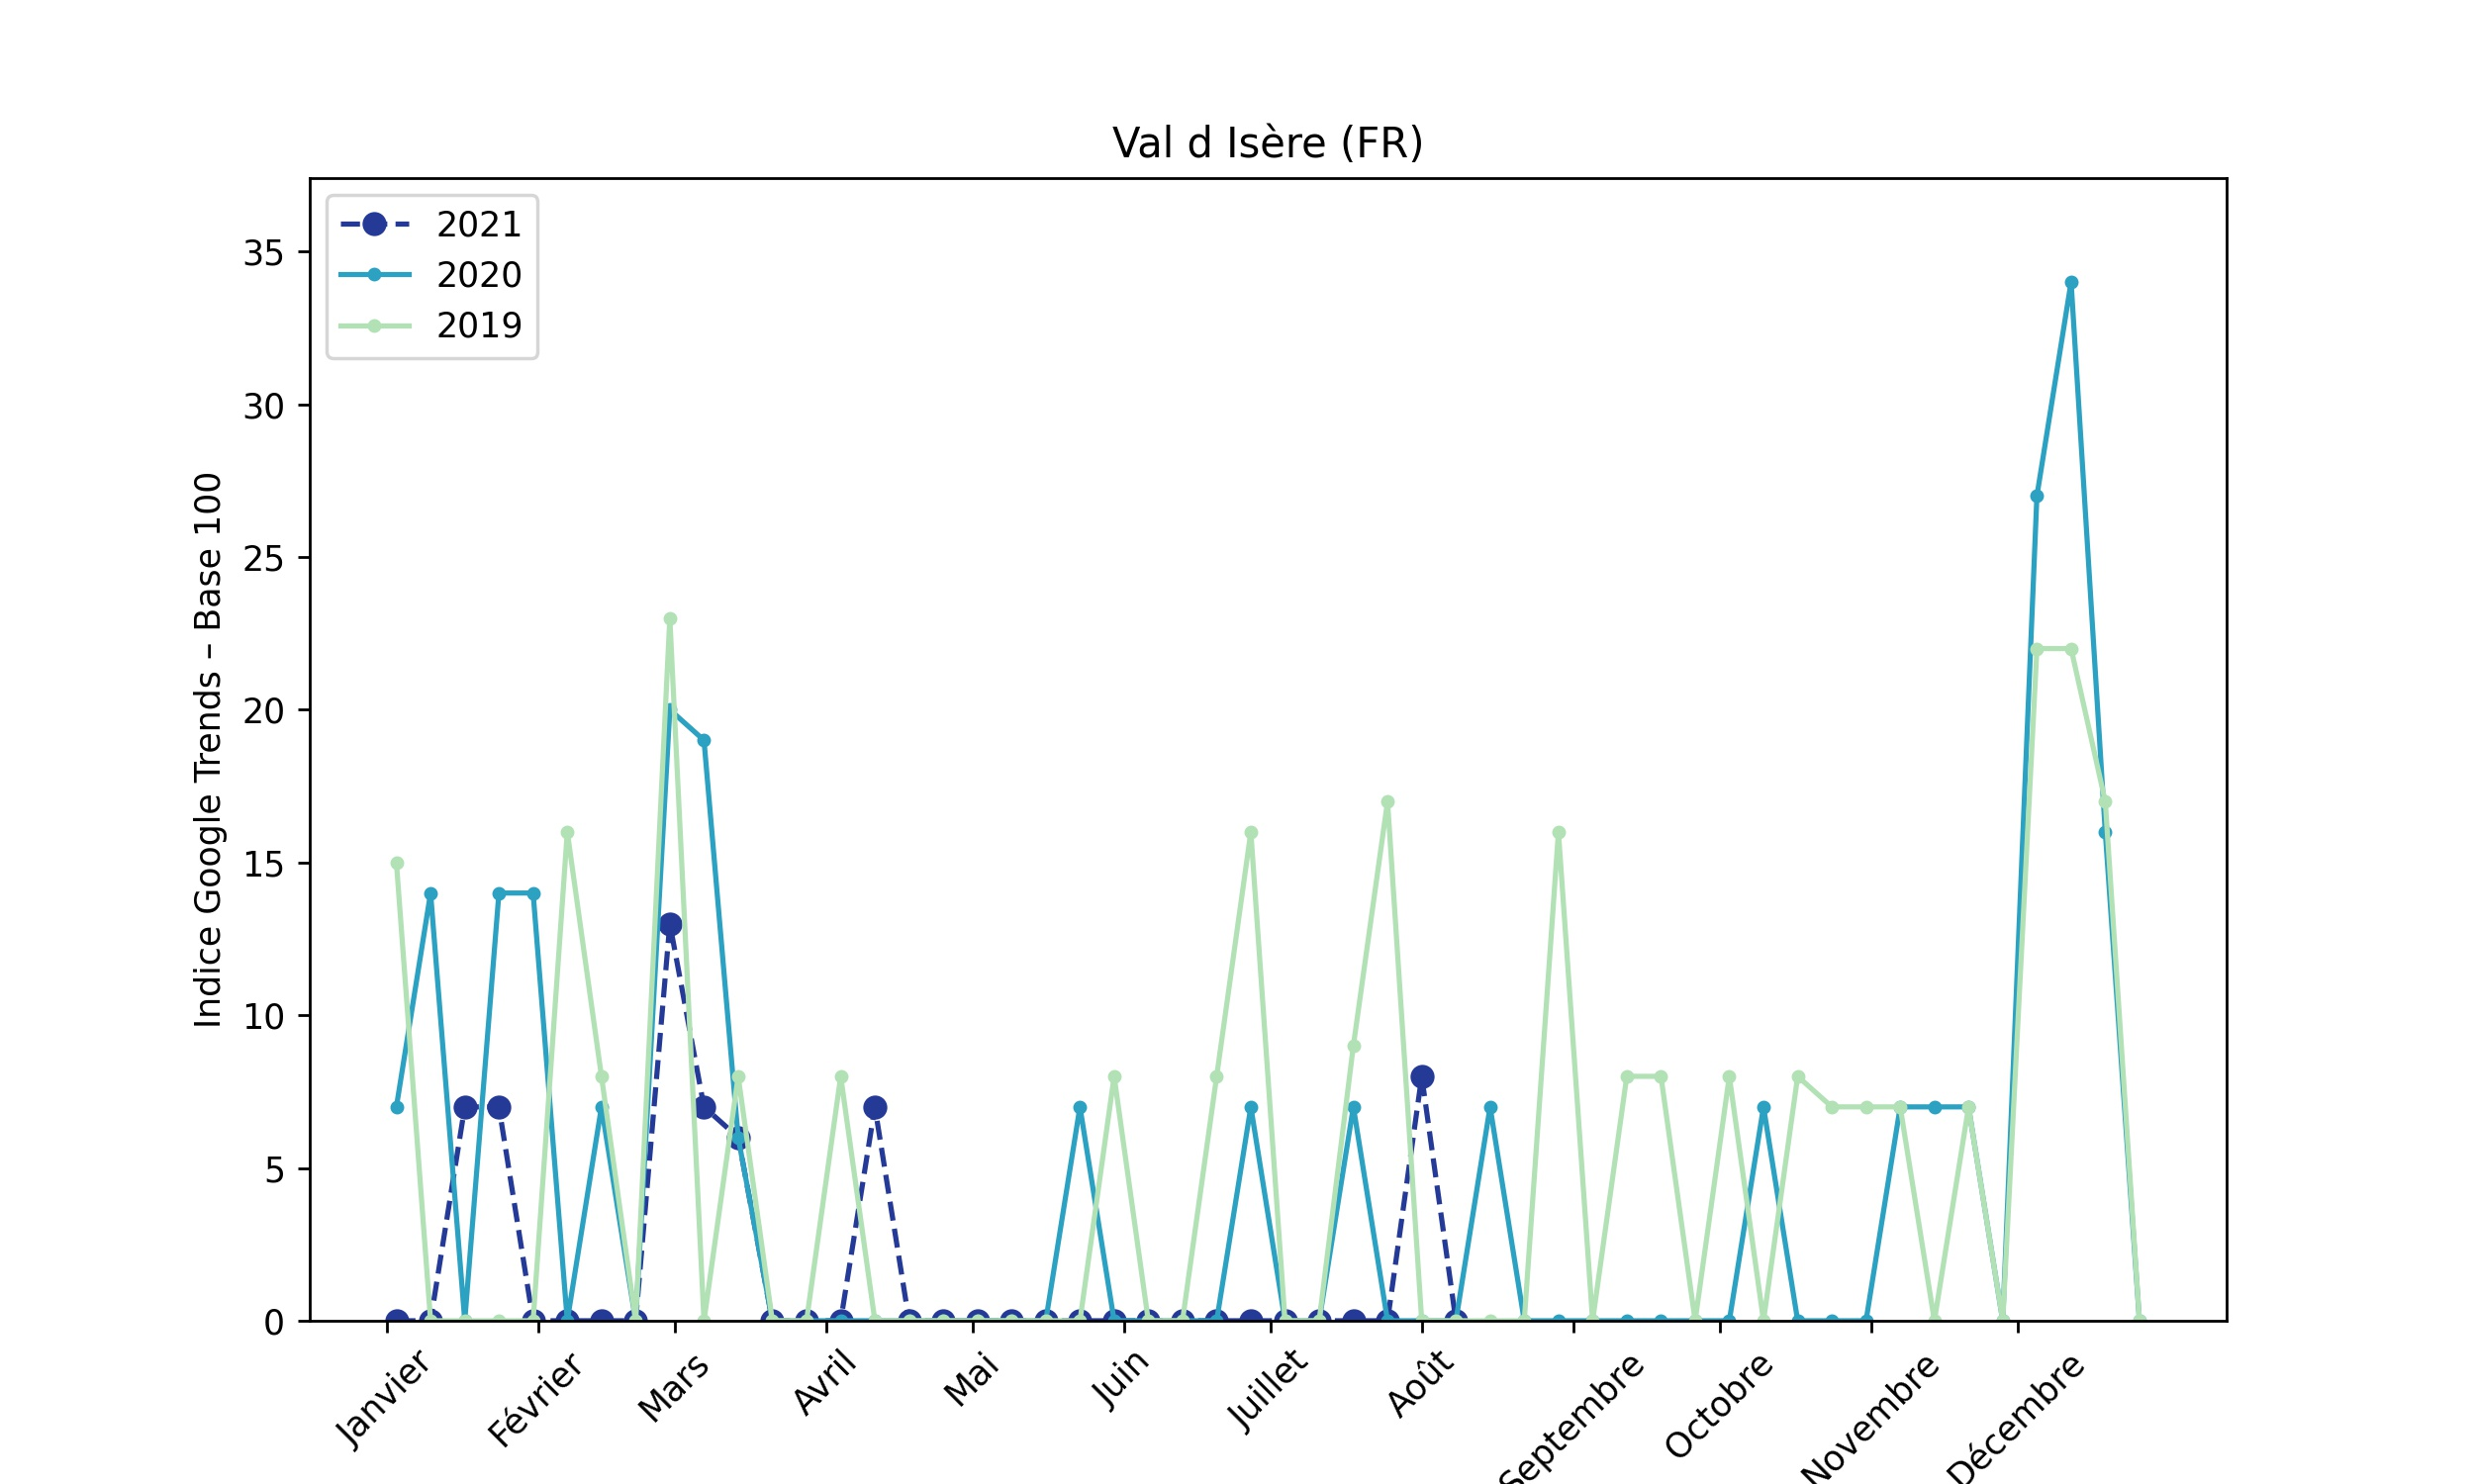 Val d Isère (FR)
2021
2020
2019
Indice Google Trends – Base 100
35
30
25
20
15
10
5
0
Janvier
Février
Mars
Avril
Mai
Juin
Juillet
Août
Septembre
Octobre
Novembre
Décembre